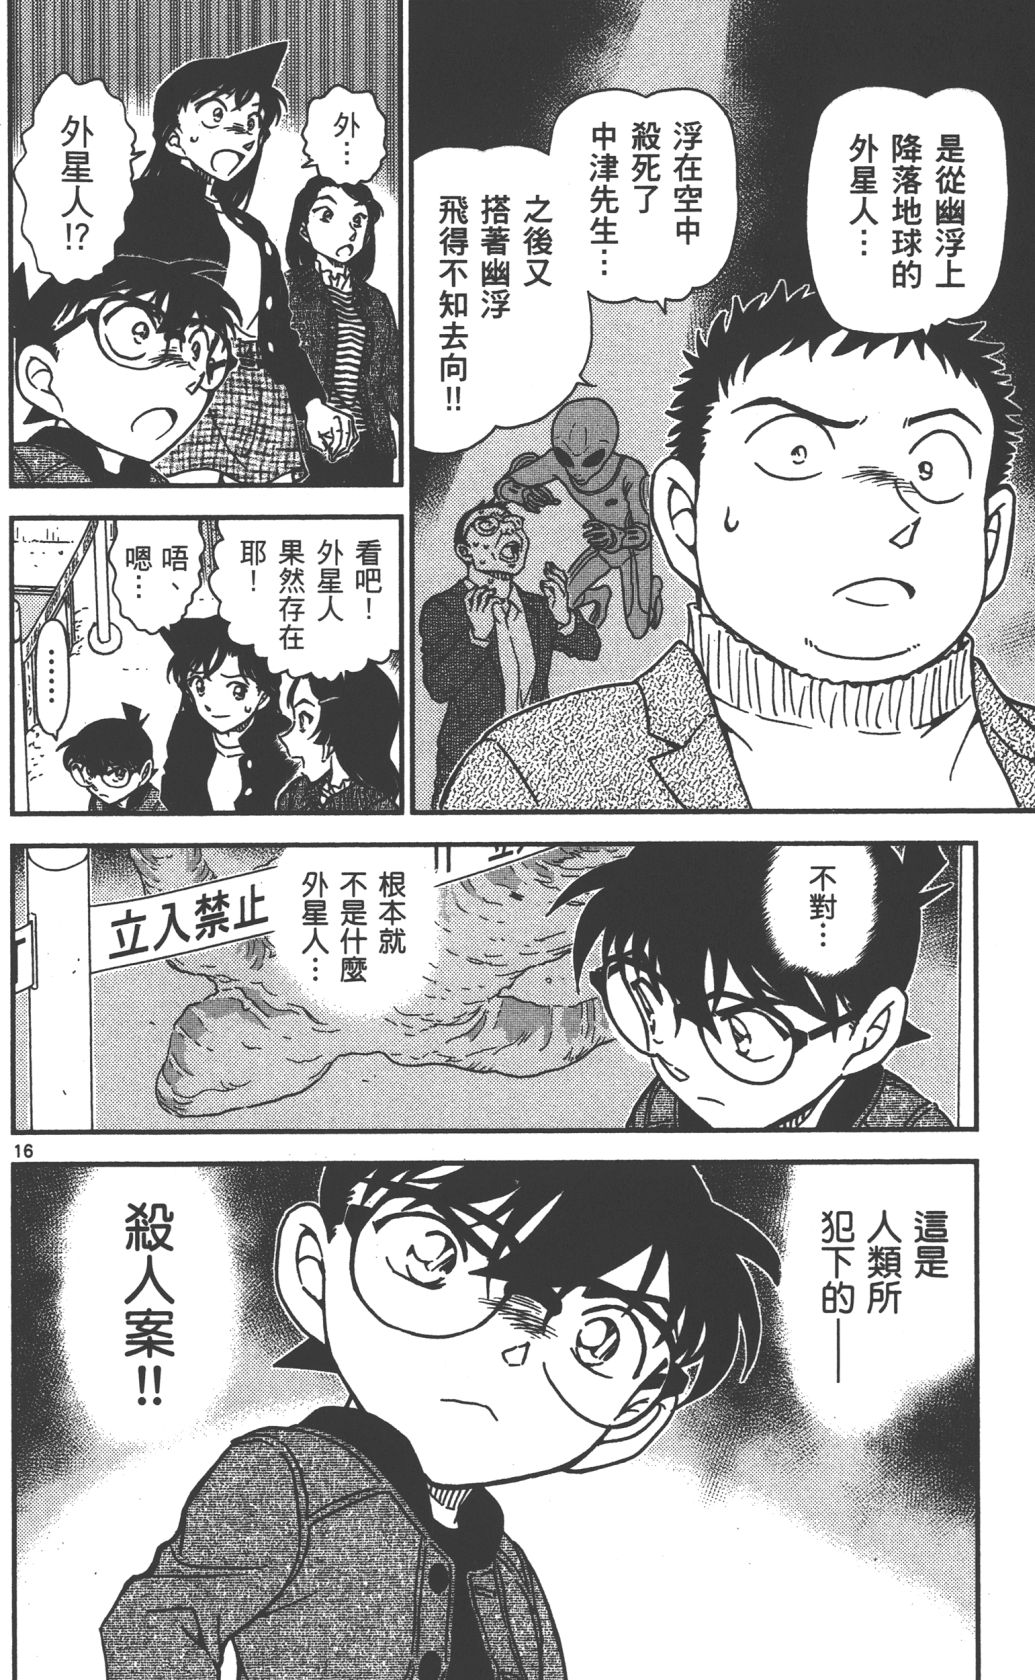 是從幽浮上
降落地球的
外星人…
浮在空中
殺死了
中津先生…
之後又
搭著幽浮
飛得不知去向!!
外…
外星人!?
看吧！
外星人
果然存在
耶！
唔、
嗯…
……
不對…
根本就
不是什麼
外星人…
立入禁止
立入
16
這是
人類所
犯下的——
殺人案!!